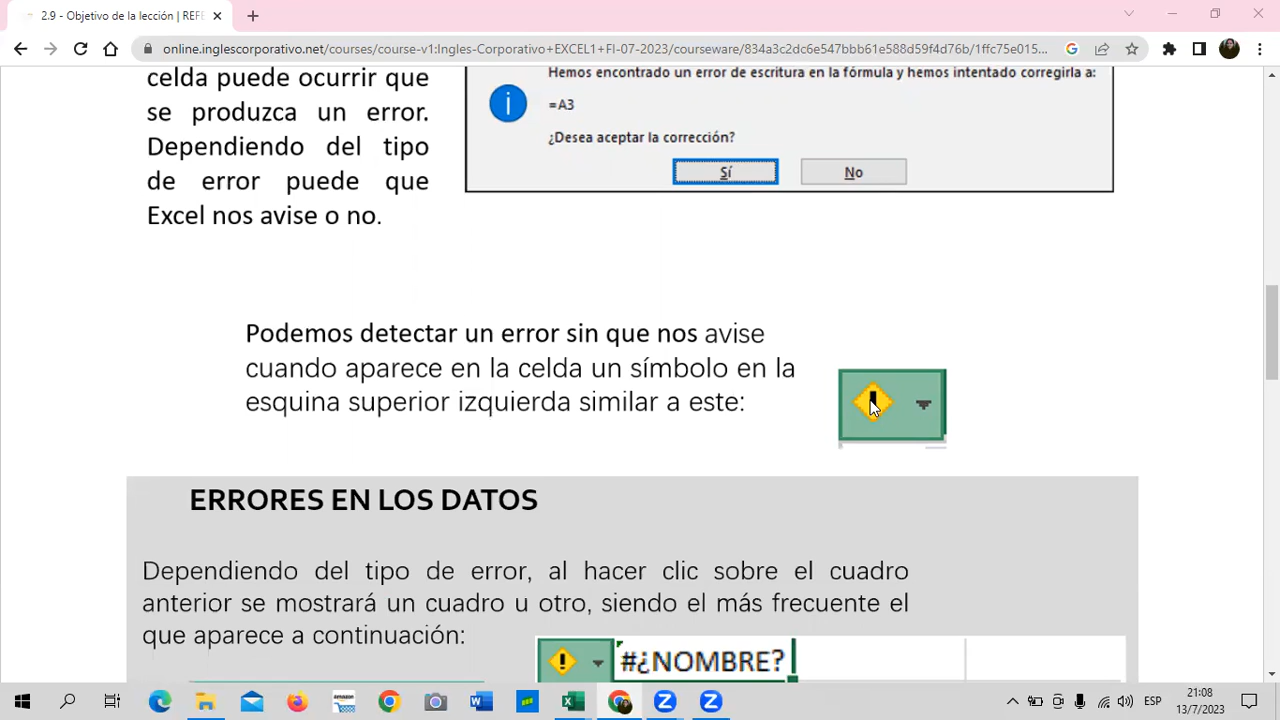 2.9 - Objetivo de la lección | REFE
online.inglescorporativo.net/courses/course-v1:Ingles-Corporativo+EXCEL1+FI-07-2023/courseware/834a3c2dc5e547bbb61e588d59f4d76b/1ffc75e015...
celda puede ocurrir que
se produzca un error.
Dependiendo del tipo
de error puede que
Excel nos avise o no.
Hemos encontrado un error de escritura en la fórmula y hemos intentado corregirla a:
=A3
¿Desea aceptar la corrección?
Sí
No
Podemos detectar un error sin que nos avise
cuando aparece en la celda un símbolo en la
esquina superior izquierda similar a este:
ERRORES EN LOS DATOS
Dependiendo del tipo de error, al hacer clic sobre el cuadro
anterior se mostrará un cuadro u otro, siendo el más frecuente el
que aparece a continuación:
#¿NOMBRE?
ESP
21:08
13/7/2023